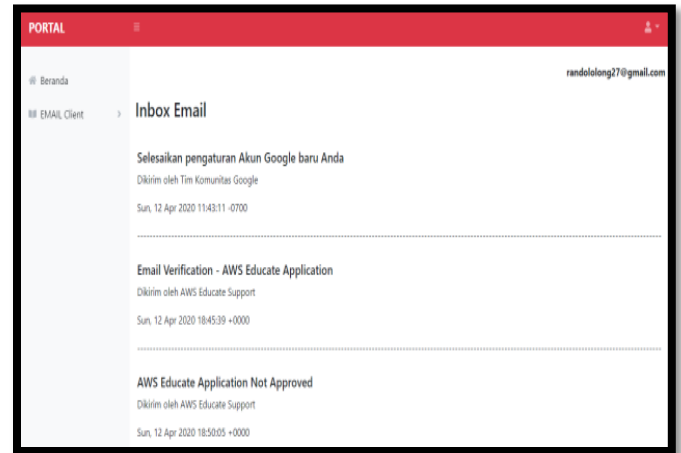 PORTAL
randololong27@gmail.com
Beranda
EMAIL Client
Inbox Email
Selesaikan pengaturan Akun Google baru Anda
Dikirim oleh Tim Komunitas Google
Sun, 12 Apr 2020 11:43:11 -0700
Email Verification - AWS Educate Application
Dikirim oleh AWS Educate Support
Sun, 12 Apr 2020 18:45:39 +0000
AWS Educate Application Not Approved
Dikirim oleh AWS Educate Support
Sun, 12 Apr 2020 18:50:05 +0000